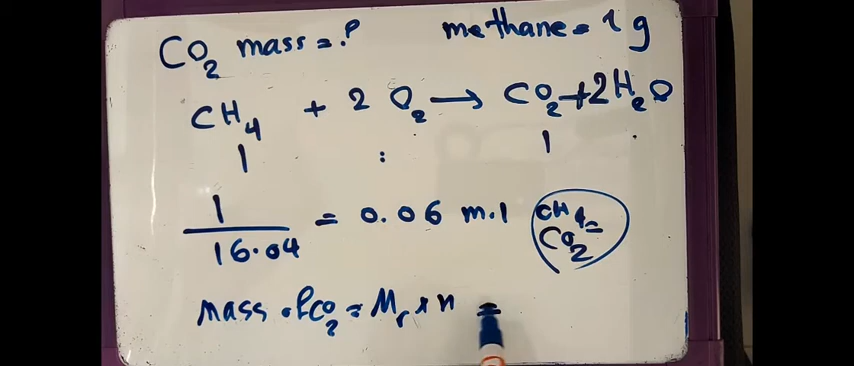 CO₂ mass = ? methane = 1 g
CH₄ + 2 O₂ → CO₂ + 2H₂O
1 : 1
1/16.04 = 0.06 mol
CH₄ =
CO₂
mass of CO₂ = Mr × n =